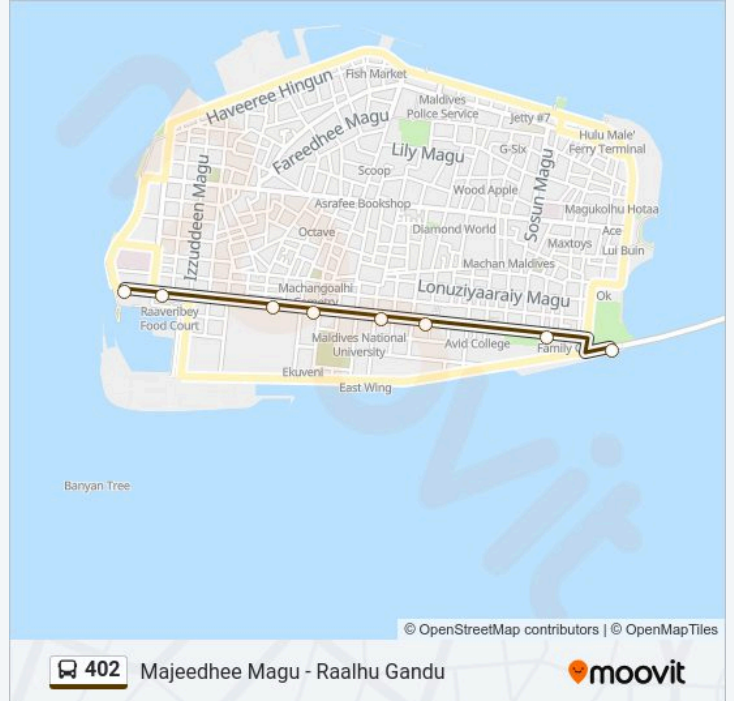 Fish Market
Haveeree Hingun
Maldives
Police Service
Jetty #7
Fareedhee Magu
Hulu Male'
Ferry Terminal
Lily Magu
G-Six
Scoop
Izzuddeen Magu
Sosun Magu
Wood Apple
Asrafee Bookshop
Magukolhu Hotaa
Octave
Diamond World
Ace
Maxtoys
Lui Buin
Machan Maldives
Machangoalhi
Lonuziyaaraiy Magu
Ok
Raaveribey
Food Court
Maldives National
University
Avid College
Family
Ekuveni
East Wing
Banyan Tree
© OpenStreetMap contributors | © OpenMapTiles
402 Majeedhee Magu - Raalhu Gandu
moovit